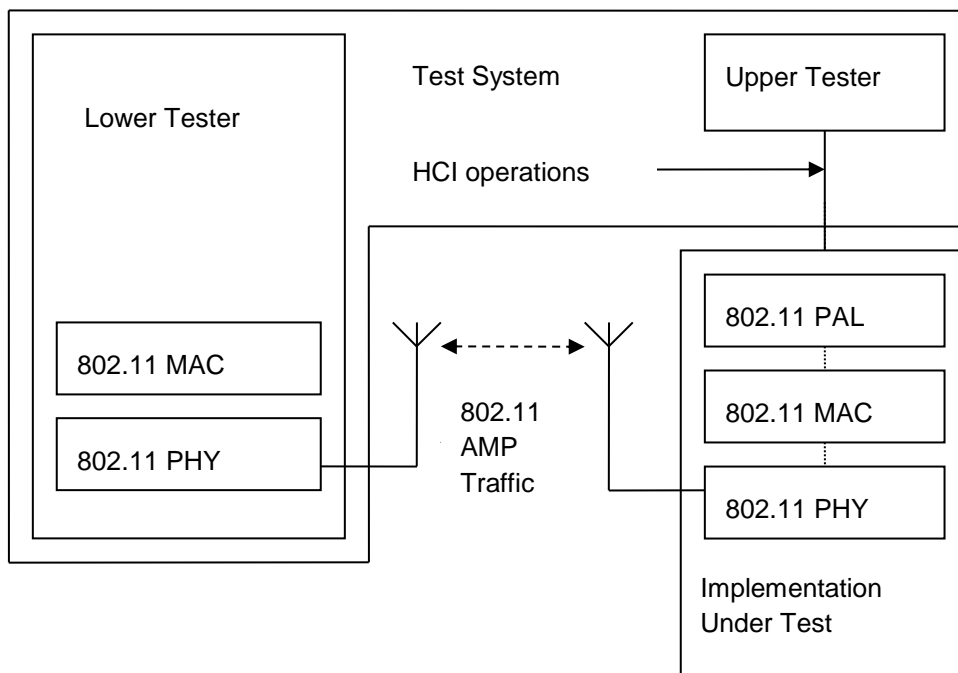 Test System
Upper Tester
Lower Tester
HCI operations
802.11 PAL
802.11 MAC
802.11 MAC
802.11 PHY
802.11
AMP
Traffic
802.11 PHY
Implementation
Under Test